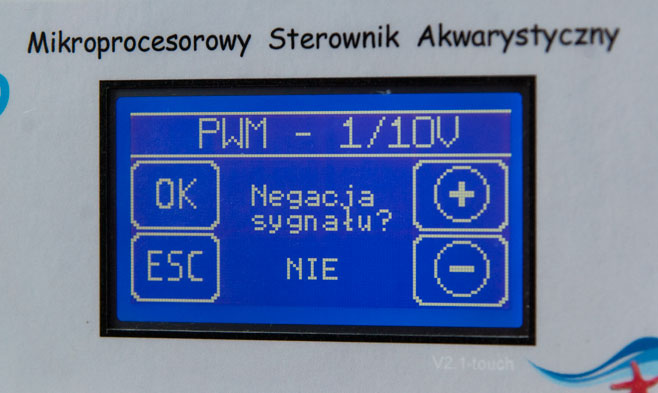 Mikroprocesorowy Sterownik Akwarystyczny
PWM - 1/10V
OK
Negacja
sygnału?
+
ESC
NIE
-
V2.1-touch